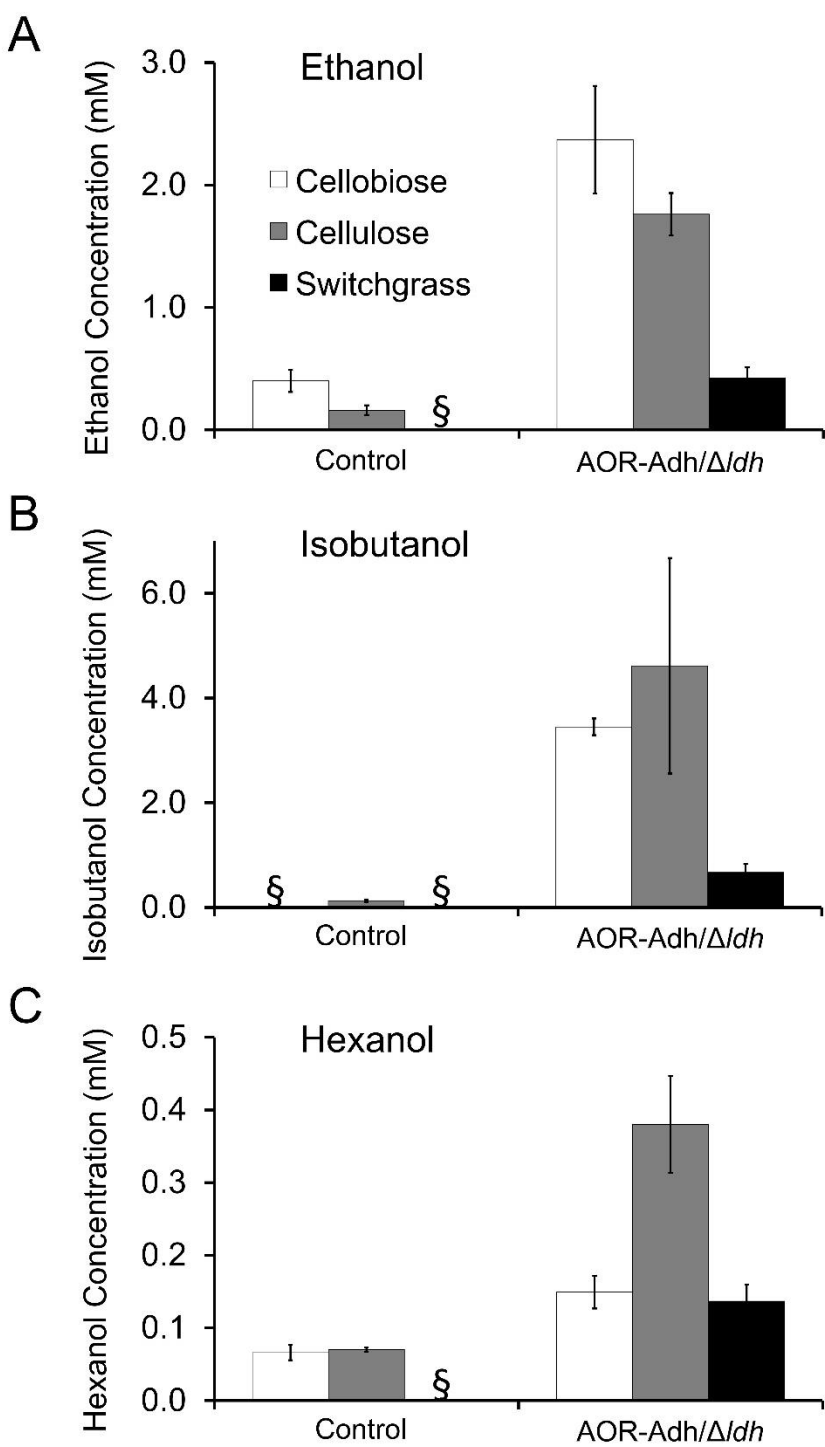 A
Ethanol
Ethanol Concentration (mM)
3.0
2.0
1.0
0.0
Cellobiose
Cellulose
Switchgrass
§
Control
AOR-Adh/Δldh
B
Isobutanol
Isobutanol Concentration (mM)
6.0
4.0
2.0
0.0
§ §
Control
AOR-Adh/Δldh
C
Hexanol
Hexanol Concentration (mM)
0.5
0.4
0.3
0.2
0.1
0.0
§
Control
AOR-Adh/Δldh